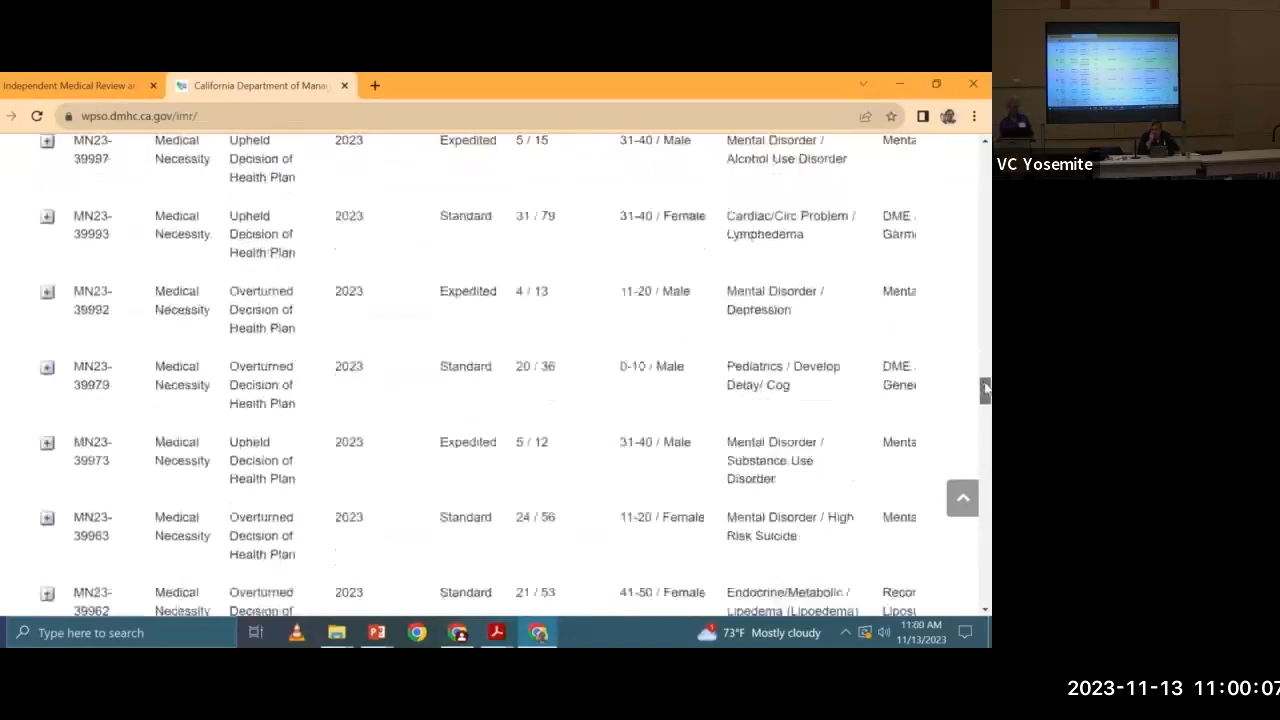 Independent Medical Review a
California Department of Mana
wpso.dmhc.ca.gov/imr/
MN23-39997 Medical Necessity Upheld Decision of Health Plan 2023 Expedited 5 / 15 31-40 / Male Mental Disorder / Alcohol Use Disorder Menta
MN23-39993 Medical Necessity Upheld Decision of Health Plan 2023 Standard 31 / 79 31-40 / Female Cardiac/Circ Problem / Lymphedema DME Garm
MN23-39992 Medical Necessity Overturned Decision of Health Plan 2023 Expedited 4 / 13 11-20 / Male Mental Disorder / Depression Menta
MN23-39979 Medical Necessity Overturned Decision of Health Plan 2023 Standard 20 / 36 0-10 / Male Pediatrics / Develop Delay/ Cog DME Gene
MN23-39973 Medical Necessity Upheld Decision of Health Plan 2023 Expedited 5 / 12 31-40 / Male Mental Disorder / Substance Use Disorder Menta
MN23-39963 Medical Necessity Overturned Decision of Health Plan 2023 Standard 24 / 56 11-20 / Female Mental Disorder / High Risk Suicide Menta
MN23-39962 Medical Necessity Overturned Decision of 2023 Standard 21 / 53 41-50 / Female Endocrine/Metabolic / Lipedema (Lipoedema) Recor Lipos
Type here to search
73°F Mostly cloudy
11:00 AM
11/13/2023
VC Yosemite
2023-11-13 11:00:07